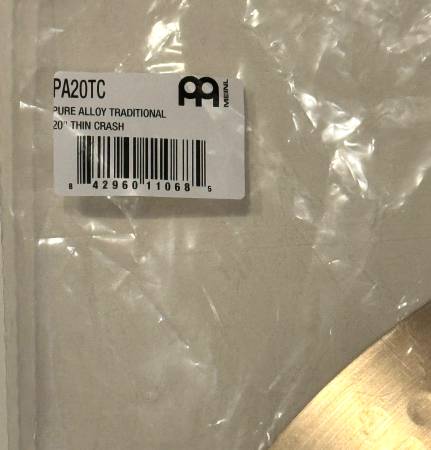 PA20TC
MEINL
PURE ALLOY TRADITIONAL
20" THIN CRASH
8 42960 11068 5